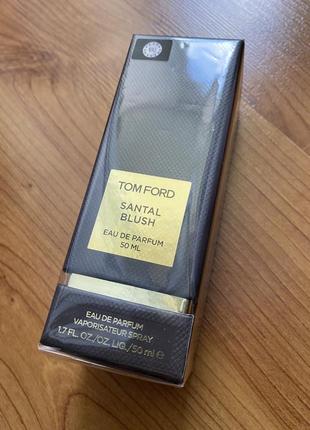 TOM FORD
SANTAL
BLUSH
EAU DE PARFUM
50 ML
EAU DE PARFUM
VAPORISATEUR SPRAY
1.7 FL. OZ./OZ. LIQ./50 ml e